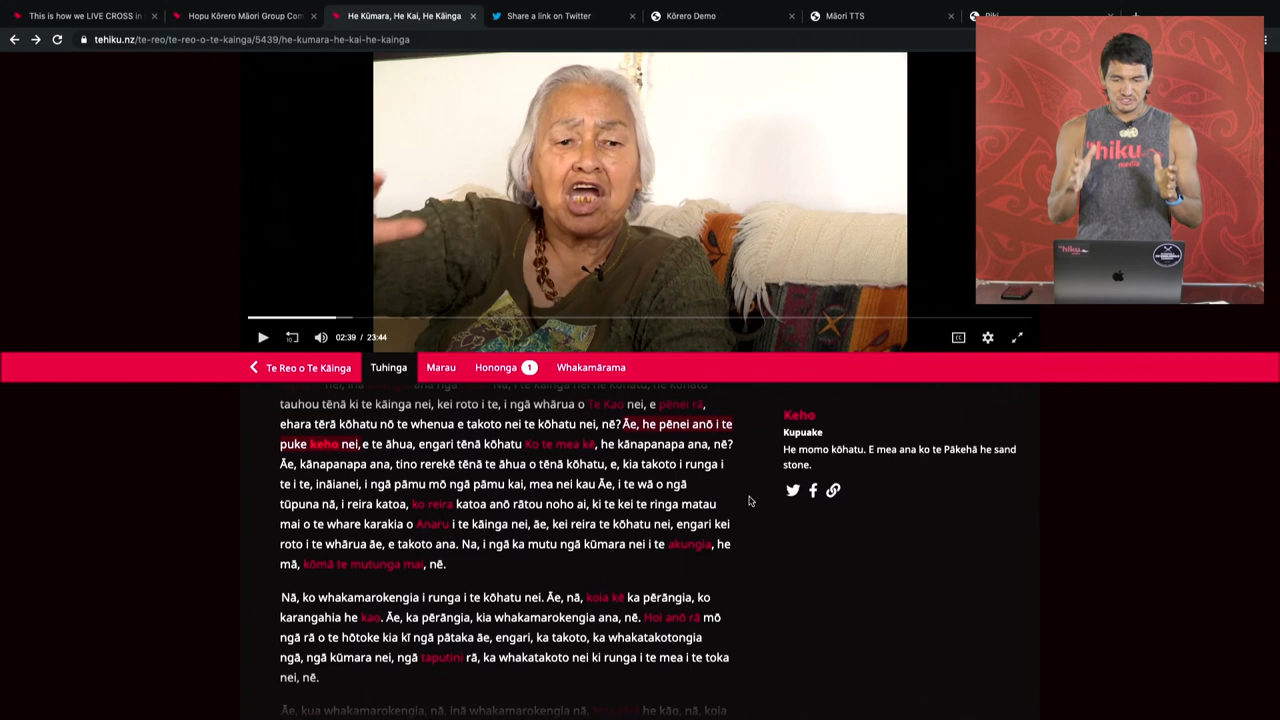 This is how we LIVE CROSS in
Hopu Kōrero Māori Group Com
He Kūmara, He Kai, He Kāinga
Share a link on Twitter
Kōrero Demo
Māori TTS
tehiku.nz/te-reo/te-reo-o-te-kainga/5439/he-kumara-he-kai-he-kainga
hiku
media
02:39 / 23:44
Te Reo o Te Kāinga
Tuhinga
Marau
Hononga 1
Whakamārama
tauhou tēnā ki te kāinga nei, kei roto i te, i ngā whārua o Te Kao nei, e pēnei rā,
ehara tērā kōhatu nō te whenua e takoto nei te kōhatu nei, nē? Āe, he pēnei anō i te
puke keho nei, e te āhua, engari tēnā kōhatu Ko te mea kē, he kānapanapa ana, nē?
Āe, kānapanapa ana, tino rerekē tēnā te āhua o tēnā kōhatu, e, kia takoto i runga i
te i te, ināianei, i ngā pāmu mō ngā pāmu kai, mea nei kau Āe, i te wā o ngā
tūpuna nā, i reira katoa, ko reira katoa anō rātou noho ai, ki te kei te ringa matau
mai o te whare karakia o Anaru i te kāinga nei, āe, kei reira te kōhatu nei, engari kei
roto i te whārua āe, e takoto ana. Na, i ngā ka mutu ngā kūmara nei i te akungia, he
mā, kōmā te mutunga mai, nē.
Nā, ko whakamarokengia i runga i te kōhatu nei. Āe, nā, koia kē ka pērāngia, ko
karangahia he kao. Āe, ka pērāngia, kia whakamarokengia ana, nē. Hoi anō rā mō
ngā rā o te hōtoke kia kī ngā pātaka āe, engari, ka takoto, ka whakatakotongia
ngā, ngā kūmara nei, ngā taputini rā, ka whakatakoto nei ki runga i te mea i te toka
nei, nē.
Āe, kua whakamarokengia, nā, inā whakamarokengia nā, he kāo, nā, koia
Keho
Kupuake
He momo kōhatu. E mea ana ko te Pākehā he sand
stone.